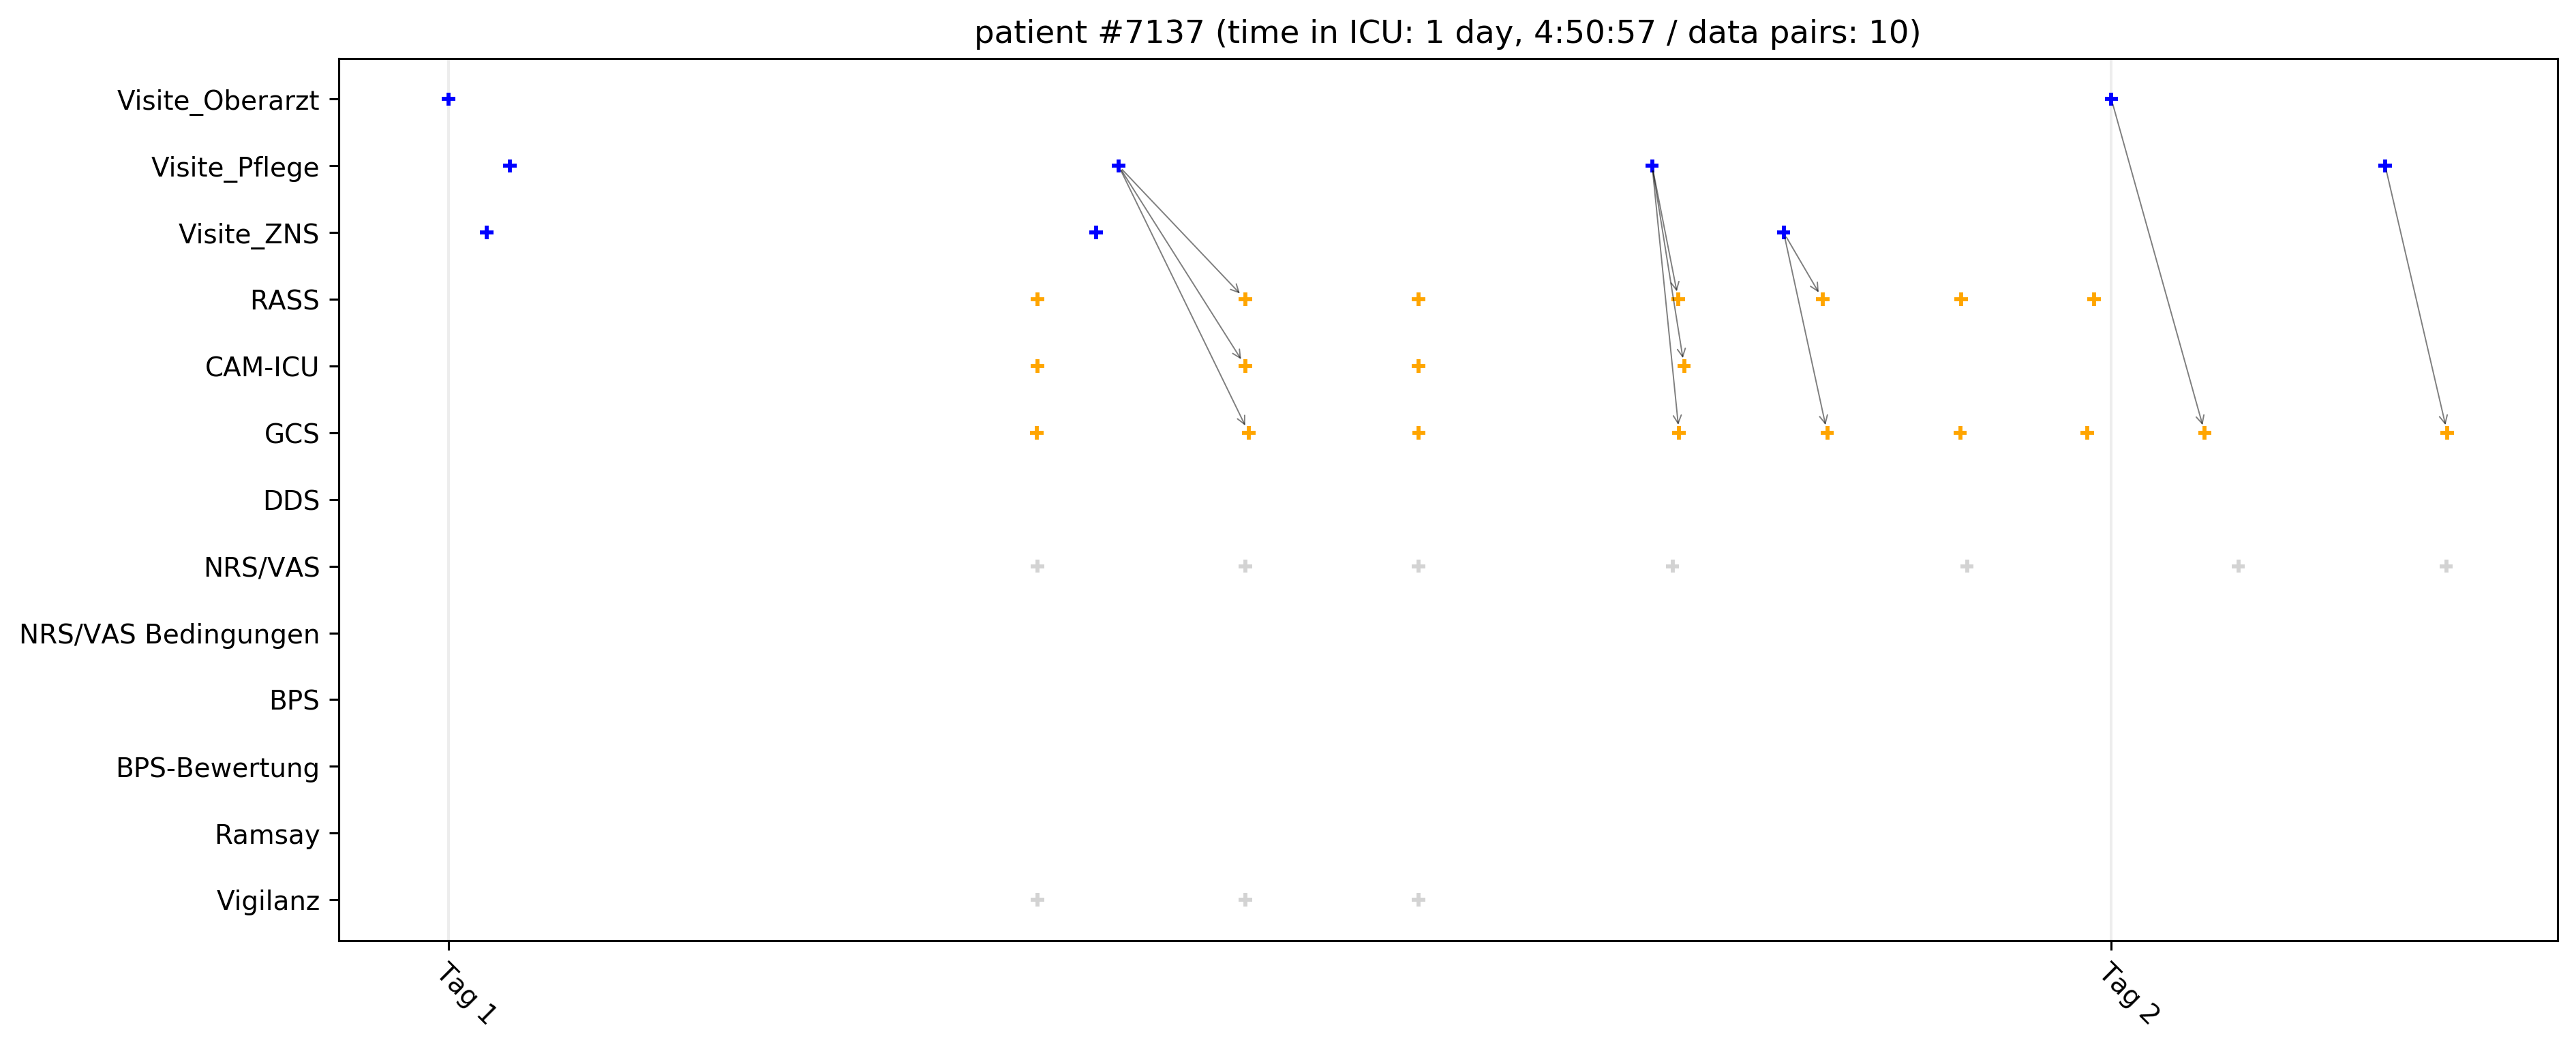 patient #7137 (time in ICU: 1 day, 4:50:57 / data pairs: 10)
Visite_Oberarzt
Visite_Pflege
Visite_ZNS
RASS
CAM-ICU
GCS
DDS
NRS/VAS
NRS/VAS Bedingungen
BPS
BPS-Bewertung
Ramsay
Vigilanz
Tag 1
Tag 2